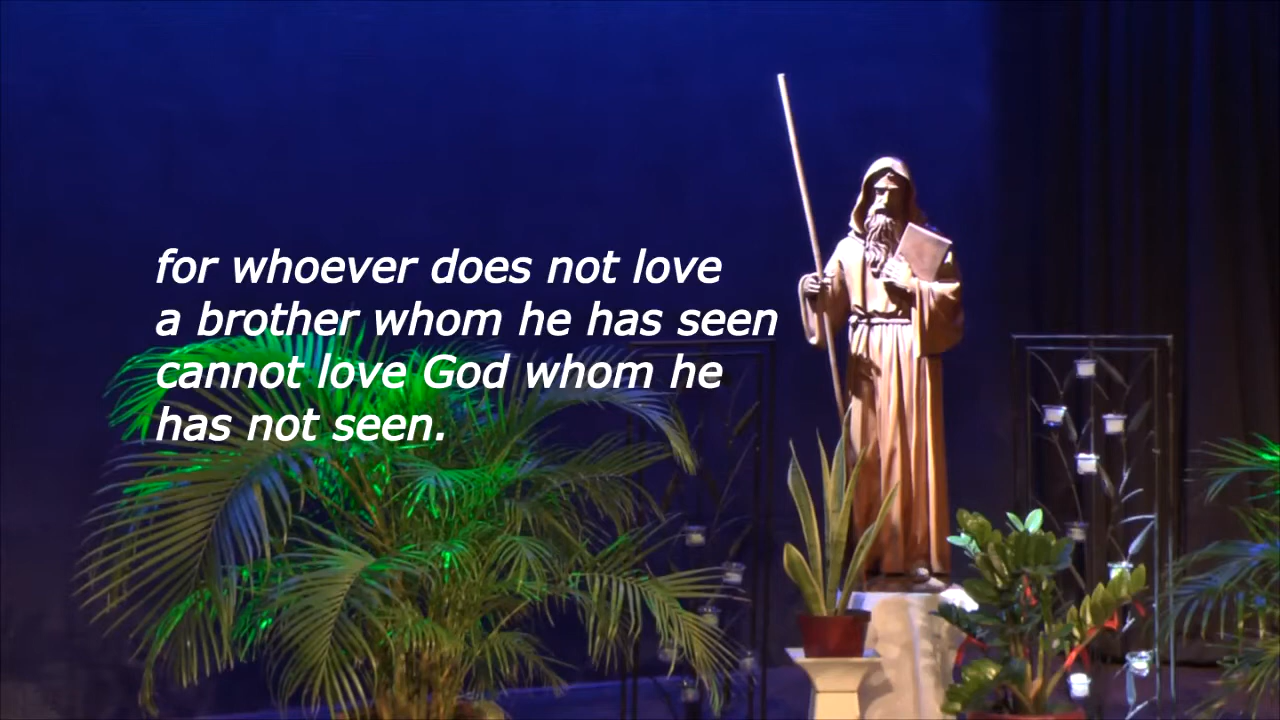 for whoever does not love
a brother whom he has seen
cannot love God whom he
has not seen.